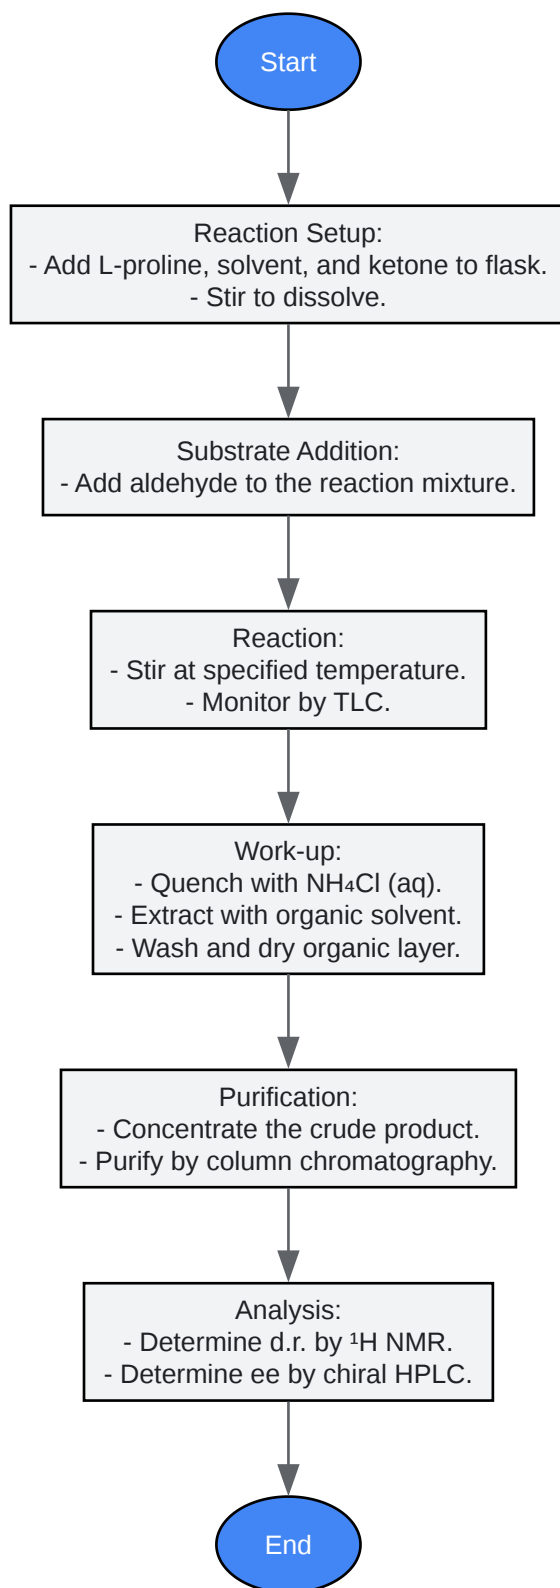 Start
Reaction Setup:
- Add L-proline, solvent, and ketone to flask.
- Stir to dissolve.
Substrate Addition:
- Add aldehyde to the reaction mixture.
Reaction:
- Stir at specified temperature.
- Monitor by TLC.
Work-up:
- Quench with NH₄Cl (aq).
- Extract with organic solvent.
- Wash and dry organic layer.
Purification:
- Concentrate the crude product.
- Purify by column chromatography.
Analysis:
- Determine d.r. by ¹H NMR.
- Determine ee by chiral HPLC.
End